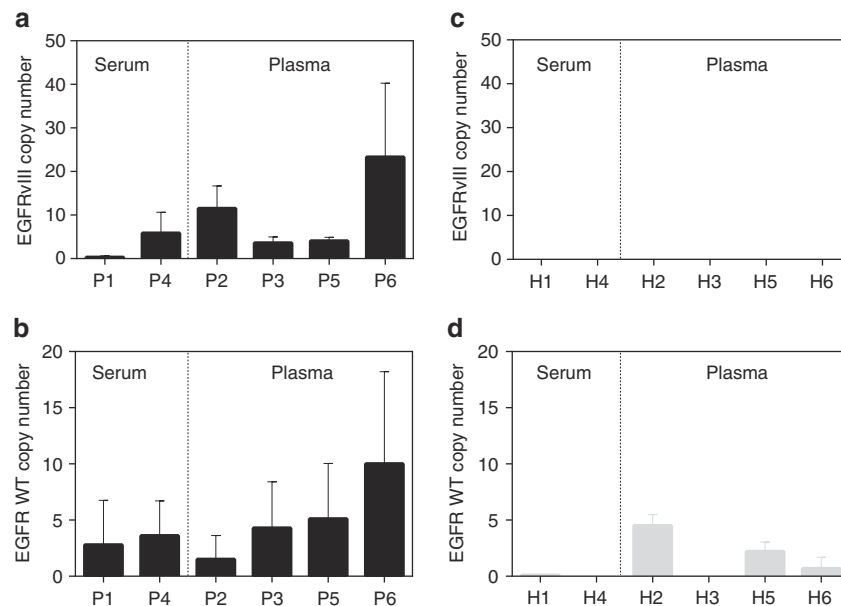 a
EGFRvIII copy number
50
40
30
20
10
0
Serum
Plasma
P1 P4 P2 P3 P5 P6
c
EGFRvIII copy number
50
40
30
20
10
0
Serum
Plasma
H1 H4 H2 H3 H5 H6
b
EGFR WT copy number
20
15
10
5
0
Serum
Plasma
P1 P4 P2 P3 P5 P6
d
EGFR WT copy number
20
15
10
5
0
Serum
Plasma
H1 H4 H2 H3 H5 H6